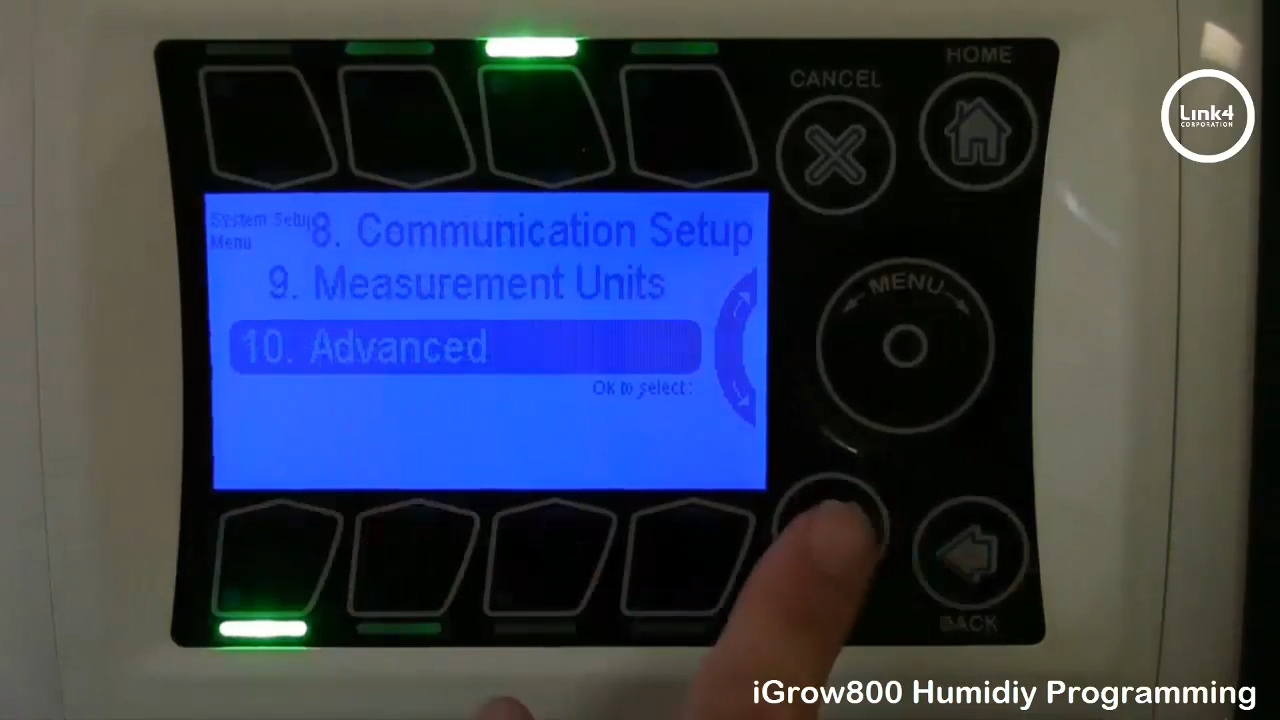 HOME
CANCEL
Link4
CORPORATION
System Setup
Menu
8. Communication Setup
9. Measurement Units
10. Advanced
Ok to select:
MENU
BACK
iGrow800 Humidiy Programming